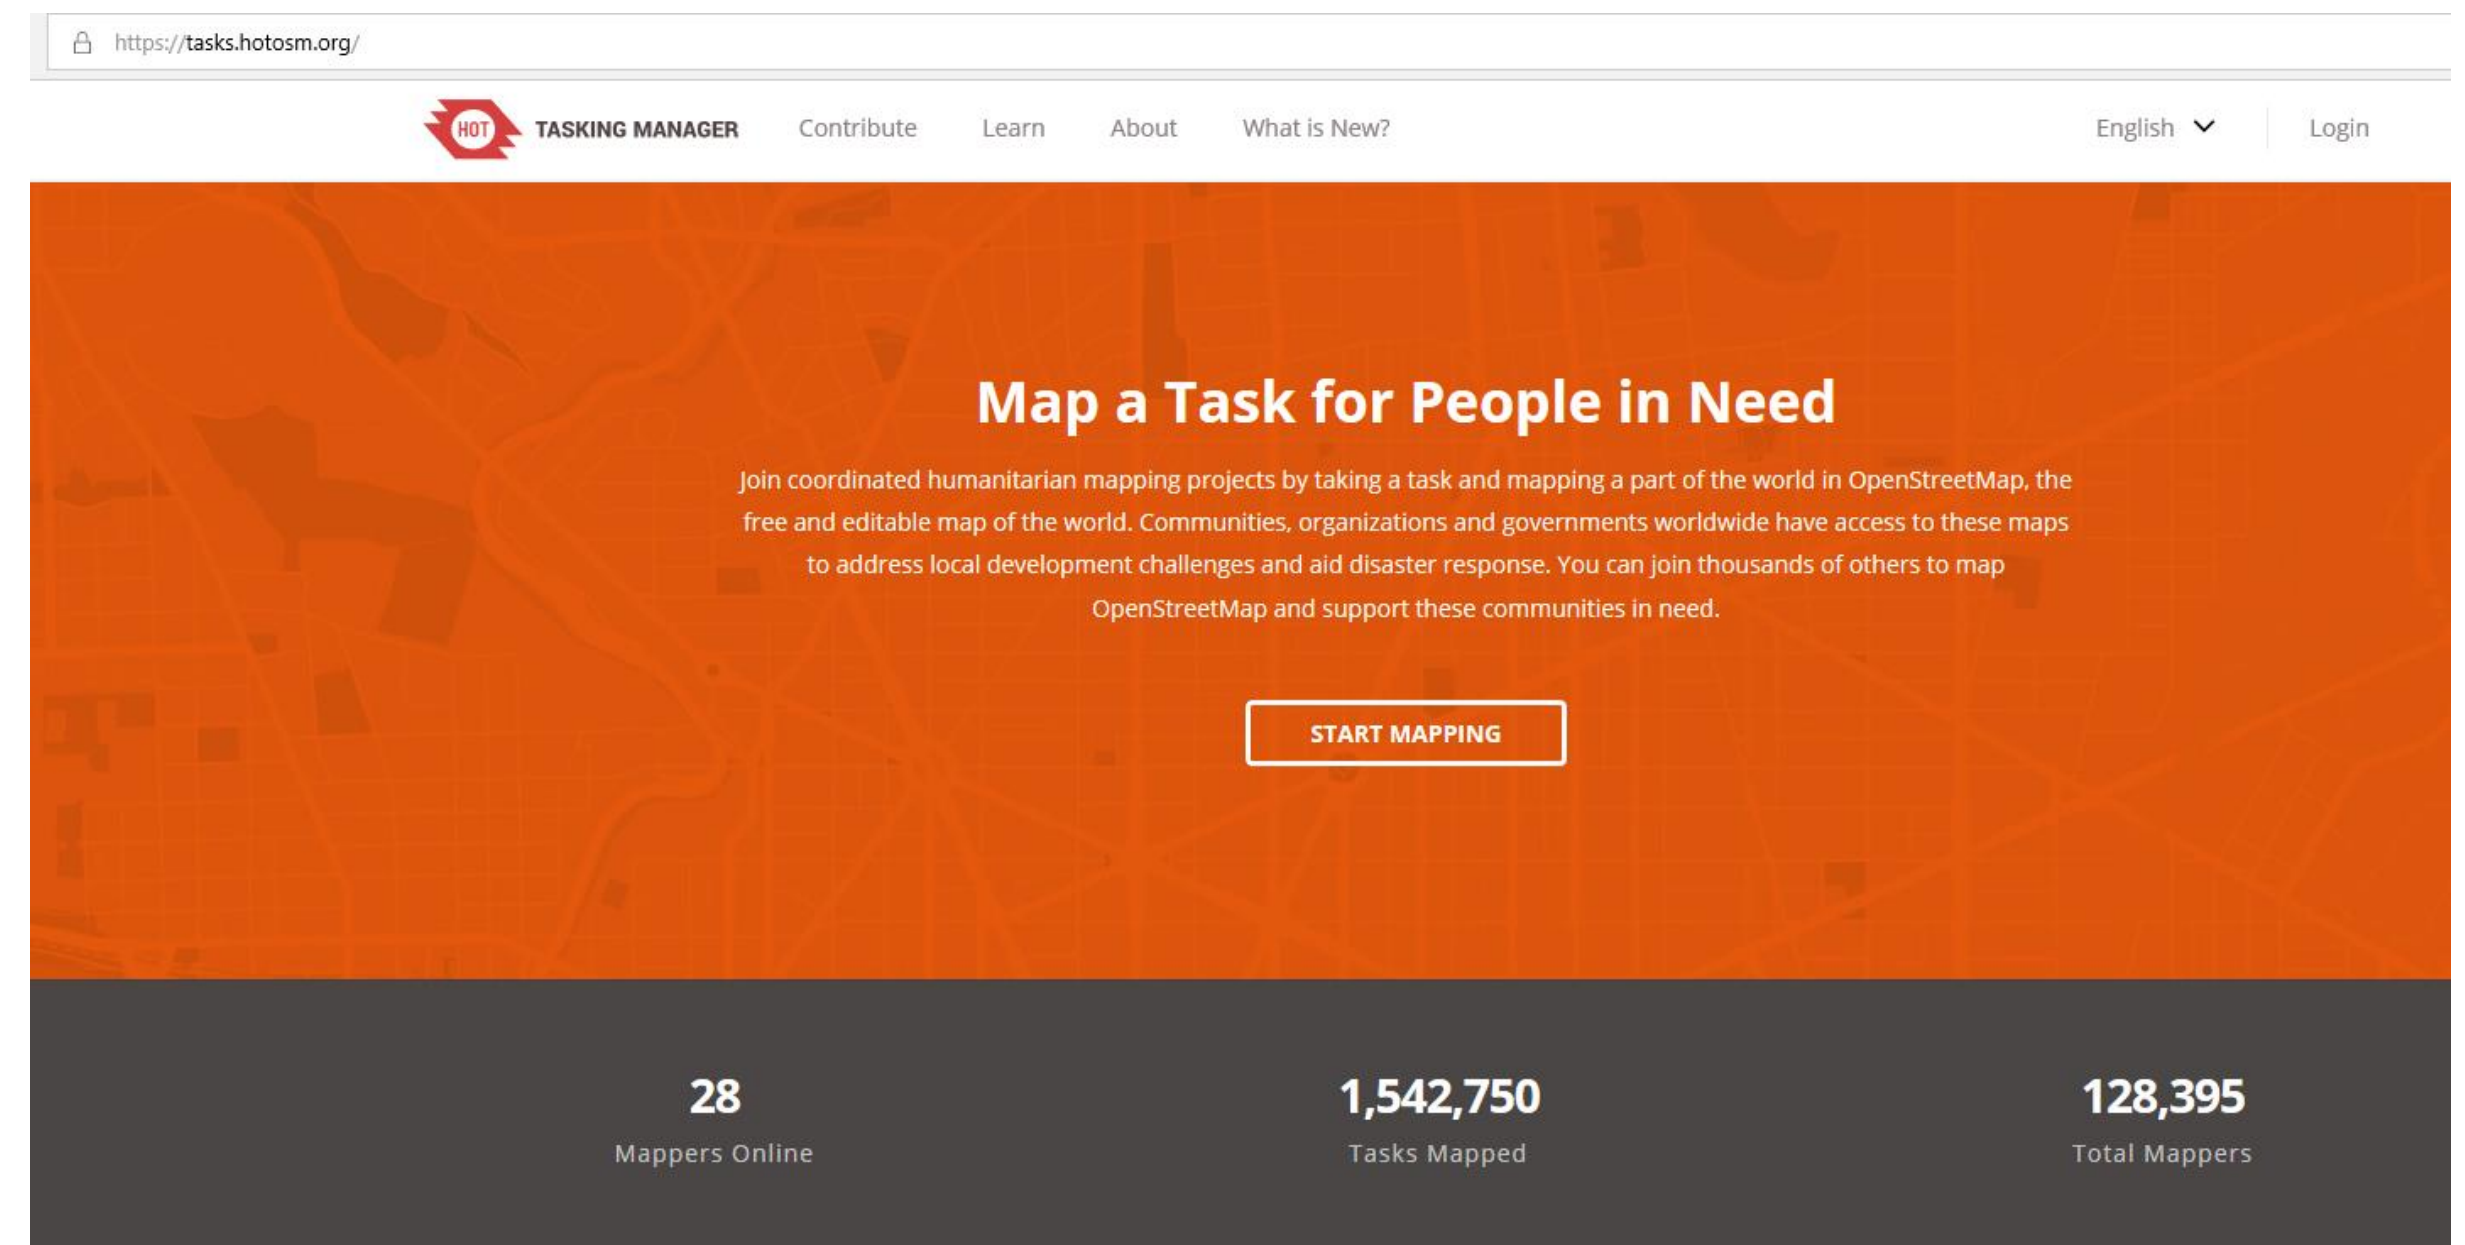 https://tasks.hotosm.org/
HOT TASKING MANAGER Contribute Learn About What is New? English Login
Map a Task for People in Need
Join coordinated humanitarian mapping projects by taking a task and mapping a part of the world in OpenStreetMap, the
free and editable map of the world. Communities, organizations and governments worldwide have access to these maps
to address local development challenges and aid disaster response. You can join thousands of others to map
OpenStreetMap and support these communities in need.
START MAPPING
28 1,542,750 128,395
Mappers Online Tasks Mapped Total Mappers